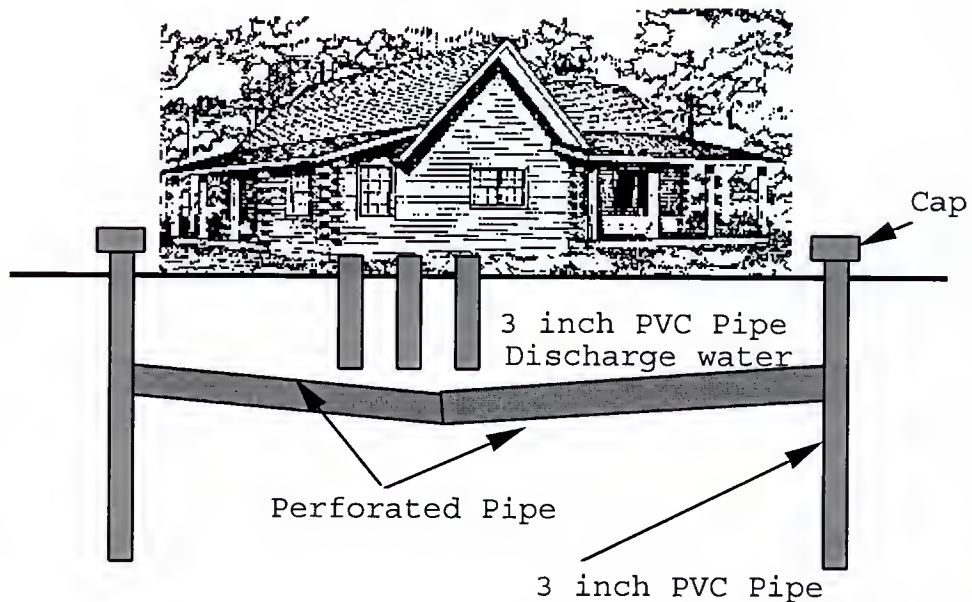 Cap
3 inch PVC Pipe
Discharge water
Perforated Pipe
3 inch PVC Pipe